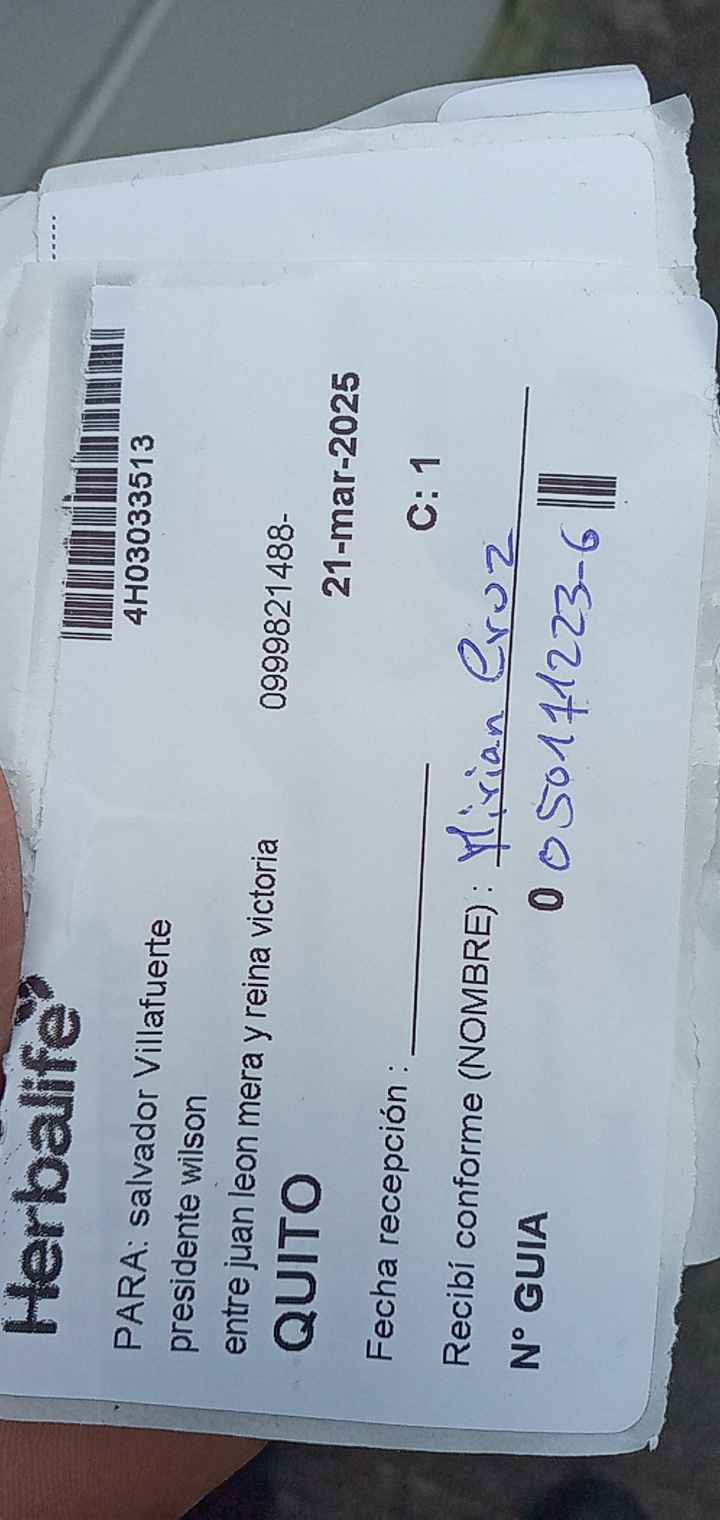 Herbalife
4H03033513
PARA: salvador Villafuerte
presidente wilson
entre juan leon mera y reina victoria 0999821488-
QUITO 21-mar-2025
Fecha recepción : C: 1
Recibí conforme (NOMBRE) : Mirian Cruz
N° GUIA 0 050171223-6